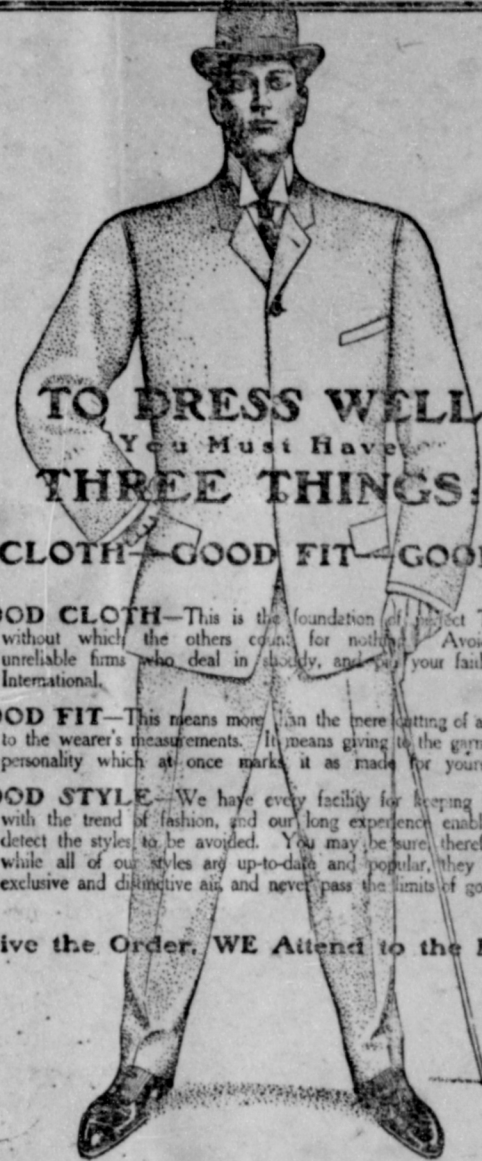 TO DRESS WELL
You Must Have
THREE THINGS:
CLOTH—GOOD FIT—GOO
OOD CLOTH—This is the foundation of
without which the others count for nothing Avoi
unreliable firms who deal in shoddy, and your fait
International.
OOD FIT—This means more than the mere cutting of a
to the wearer's measurements. It means giving to the garm
personality which at once marks it as made for your
OOD STYLE—We have every facility for keeping
with the trend of fashion, and our long experience enabl
detect the styles to be avoided. You may be sure, theref
while all of our styles are up-to-date and popular, they
exclusive and distinctive air, and never pass the limits of go
ive the Order, WE Attend to the